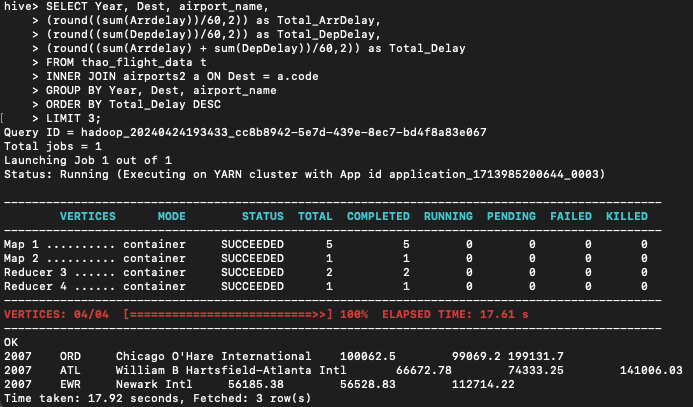 hive> SELECT Year, Dest, airport_name,
    > (round((sum(Arrdelay))/60,2)) as Total_ArrDelay,
    > (round((sum(Depdelay))/60,2)) as Total_DepDelay,
    > (round((sum(Arrdelay) + sum(DepDelay))/60,2)) as Total_Delay
    > FROM thao_flight_data t
    > INNER JOIN airports2 a ON Dest = a.code
    > GROUP BY Year, Dest, airport_name
    > ORDER BY Total_Delay DESC
[    > LIMIT 3;
Query ID = hadoop_20240424193433_cc8b8942-5e7d-439e-8ec7-bd4f8a83e067
Total jobs = 1
Launching Job 1 out of 1
Status: Running (Executing on YARN cluster with App id application_1713985200644_0003)
VERTICES MODE STATUS TOTAL COMPLETED RUNNING PENDING FAILED KILLED
Map 1 .......... container SUCCEEDED 5 5 0 0 0 0
Map 2 .......... container SUCCEEDED 1 1 0 0 0 0
Reducer 3 ...... container SUCCEEDED 2 2 0 0 0 0
Reducer 4 ...... container SUCCEEDED 1 1 0 0 0 0
VERTICES: 04/04 [==========================>>] 100% ELAPSED TIME: 17.61 s
OK
2007 ORD Chicago O'Hare International 100062.5 99069.2 199131.7
2007 ATL William B Hartsfield-Atlanta Intl 66672.78 74333.25 141006.03
2007 EWR Newark Intl 56185.38 56528.83 112714.22
Time taken: 17.92 seconds, Fetched: 3 row(s)